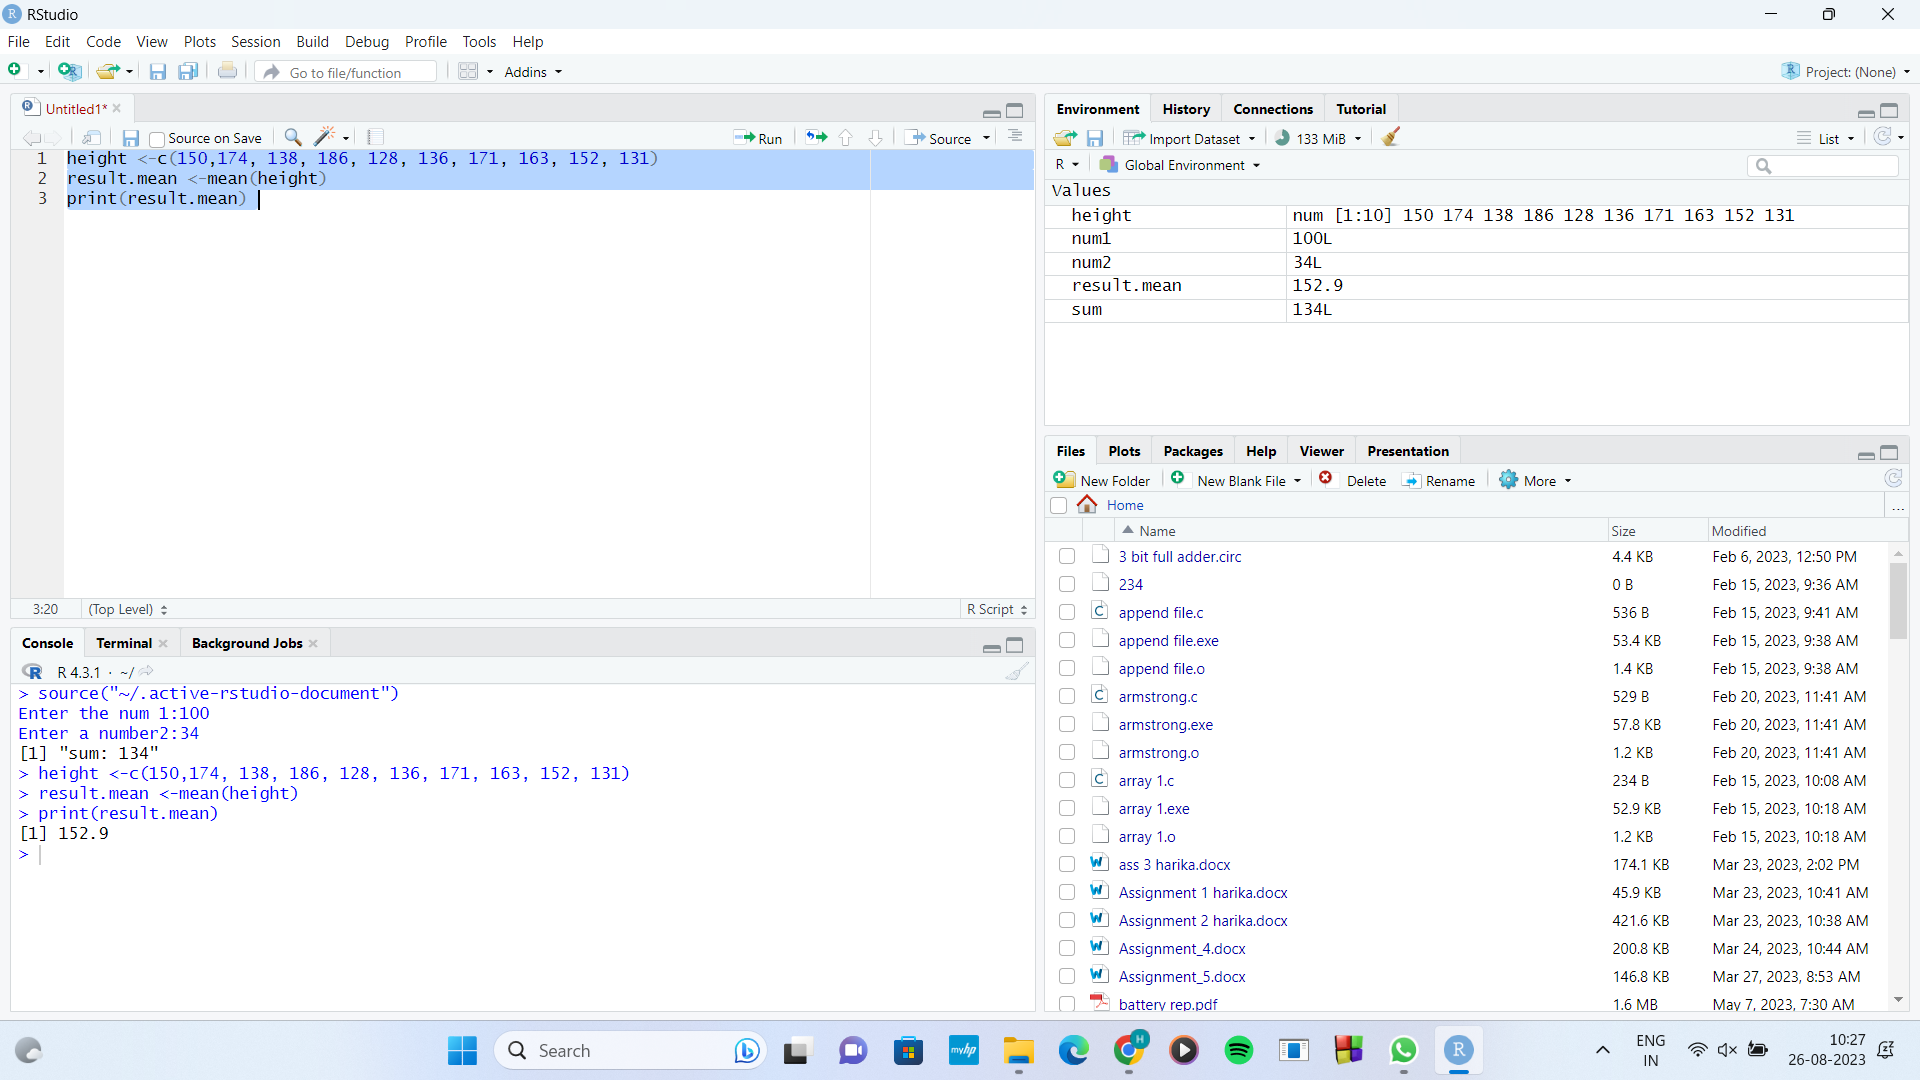 RStudio
File Edit Code View Plots Session Build Debug Profile Tools Help
Go to file/function Addins Project: (None)
Untitled1*
Source on Save Run Source
1 height <-c(150,174, 138, 186, 128, 136, 171, 163, 152, 131)
2 result.mean <-mean(height)
3 print(result.mean)
3:20 (Top Level) R Script
Console Terminal Background Jobs
R 4.3.1 · ~/
> source("~/.active-rstudio-document")
Enter the num 1:100
Enter a number2:34
[1] "sum: 134"
> height <-c(150,174, 138, 186, 128, 136, 171, 163, 152, 131)
> result.mean <-mean(height)
> print(result.mean)
[1] 152.9
>
Environment History Connections Tutorial
Import Dataset 133 MiB List
R Global Environment
Values
height num [1:10] 150 174 138 186 128 136 171 163 152 131
num1 100L
num2 34L
result.mean 152.9
sum 134L
Files Plots Packages Help Viewer Presentation
New Folder New Blank File Delete Rename More
Home ...
Name Size Modified
3 bit full adder.circ 4.4 KB Feb 6, 2023, 12:50 PM
234 0 B Feb 15, 2023, 9:36 AM
append file.c 536 B Feb 15, 2023, 9:41 AM
append file.exe 53.4 KB Feb 15, 2023, 9:38 AM
append file.o 1.4 KB Feb 15, 2023, 9:38 AM
armstrong.c 529 B Feb 20, 2023, 11:41 AM
armstrong.exe 57.8 KB Feb 20, 2023, 11:41 AM
armstrong.o 1.2 KB Feb 20, 2023, 11:41 AM
array 1.c 234 B Feb 15, 2023, 10:08 AM
array 1.exe 52.9 KB Feb 15, 2023, 10:18 AM
array 1.o 1.2 KB Feb 15, 2023, 10:18 AM
ass 3 harika.docx 174.1 KB Mar 23, 2023, 2:02 PM
Assignment 1 harika.docx 45.9 KB Mar 23, 2023, 10:41 AM
Assignment 2 harika.docx 421.6 KB Mar 23, 2023, 10:38 AM
Assignment_4.docx 200.8 KB Mar 24, 2023, 10:44 AM
Assignment_5.docx 146.8 KB Mar 27, 2023, 8:53 AM
battery rep.pdf 1.6 MB May 7, 2023, 7:30 AM
Search myhp H R ENG 10:27
IN 26-08-2023